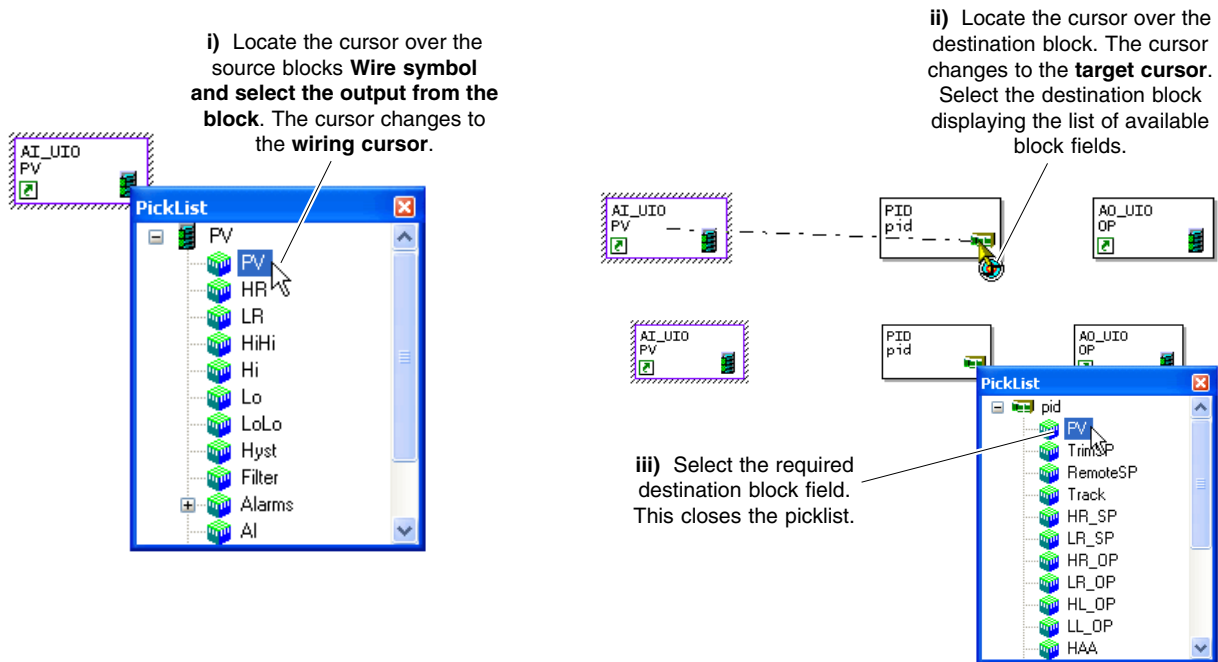 i) Locate the cursor over the
source blocks Wire symbol
and select the output from the
block. The cursor changes to
the wiring cursor.
AI_UIO
PV
PickList
PV
PV
HR
LR
HiHi
Hi
Lo
LoLo
Hyst
Filter
Alarms
AI
ii) Locate the cursor over the
destination block. The cursor
changes to the target cursor.
Select the destination block
displaying the list of available
block fields.
AI_UIO
PV
PID
pid
AO_UIO
OP
AI_UIO
PV
PID
pid
AO_UIO
OP
PickList
pid
PV
TrimSP
RemoteSP
Track
HR_SP
LR_SP
HR_OP
LR_OP
HL_OP
LL_OP
HAA
iii) Select the required
destination block field.
This closes the picklist.